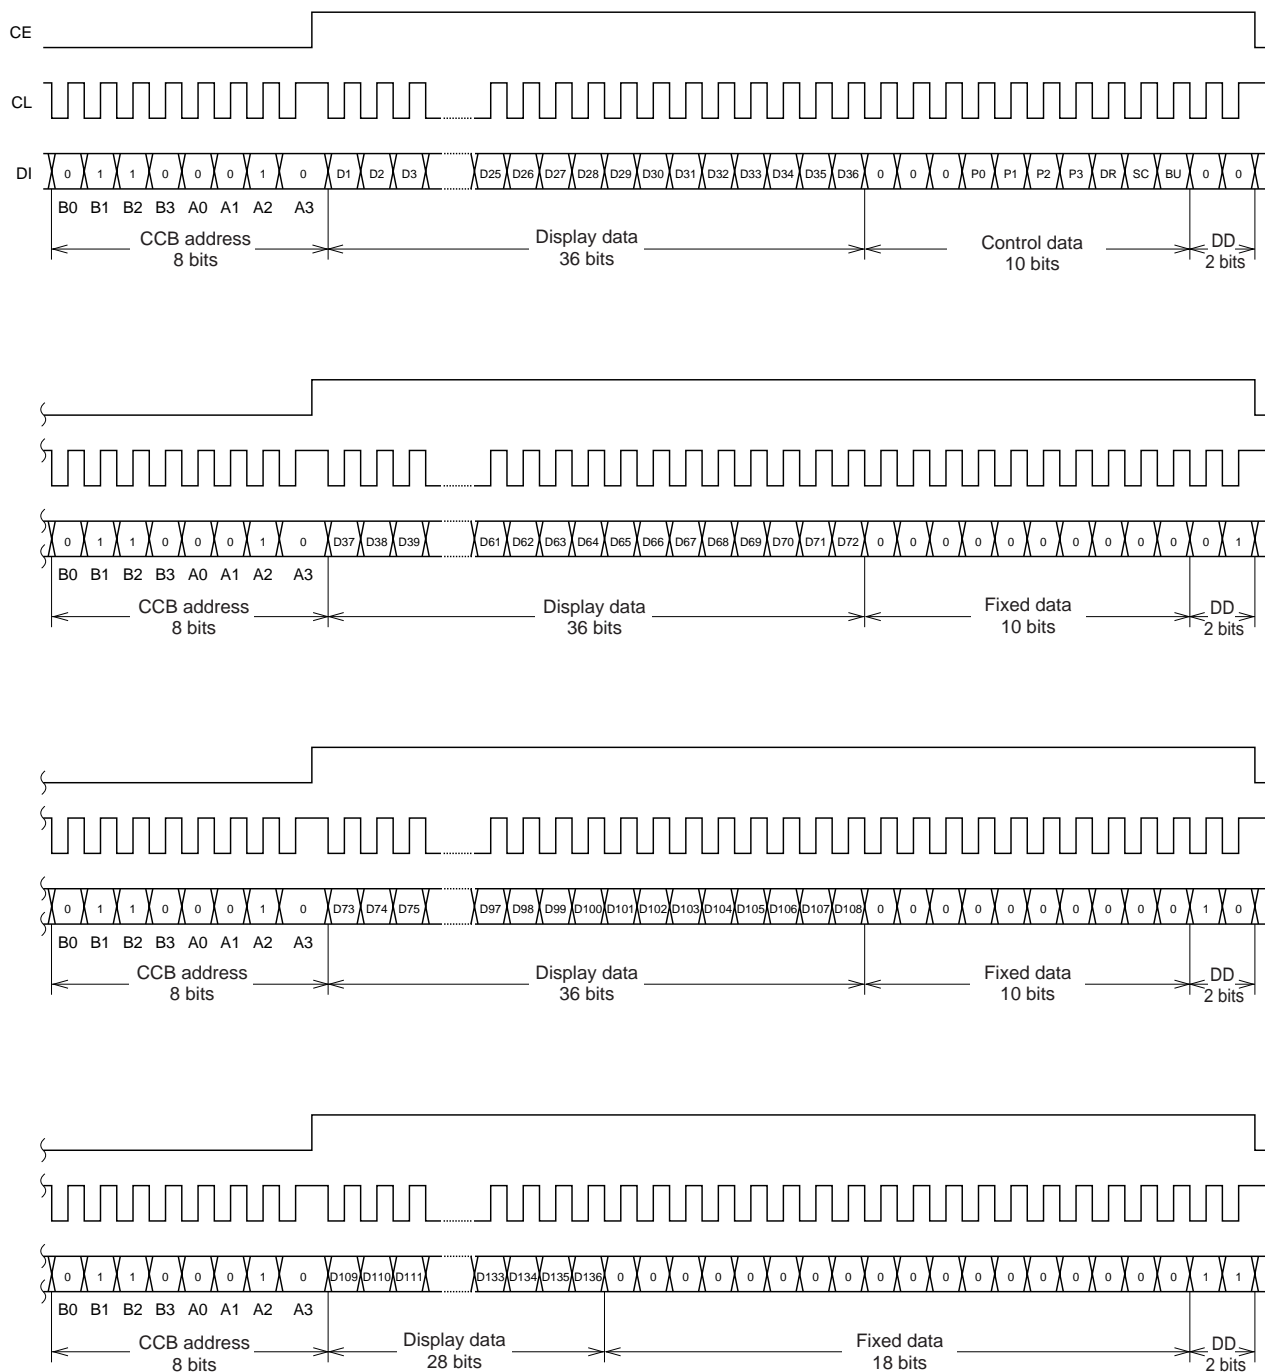 CE
CL
DI 0 1 1 0 0 0 1 0 D1 D2 D3 D25 D26 D27 D28 D29 D30 D31 D32 D33 D34 D35 D36 0 0 0 P0 P1 P2 P3 DR SC BU 0 0
B0 B1 B2 B3 A0 A1 A2 A3
CCB address Display data Control data DD
8 bits 36 bits 10 bits 2 bits
0 1 1 0 0 0 1 0 D37 D38 D39 D61 D62 D63 D64 D65 D66 D67 D68 D69 D70 D71 D72 0 0 0 0 0 0 0 0 0 0 0 1
B0 B1 B2 B3 A0 A1 A2 A3
CCB address Display data Fixed data DD
8 bits 36 bits 10 bits 2 bits
0 1 1 0 0 0 1 0 D73 D74 D75 D97 D98 D99 D100 D101 D102 D103 D104 D105 D106 D107 D108 0 0 0 0 0 0 0 0 0 0 1 0
B0 B1 B2 B3 A0 A1 A2 A3
CCB address Display data Fixed data DD
8 bits 36 bits 10 bits 2 bits
0 1 1 0 0 0 1 0 D109 D110 D111 D133 D134 D135 D136 0 0 0 0 0 0 0 0 0 0 0 0 0 0 0 0 0 0 1 1
B0 B1 B2 B3 A0 A1 A2 A3
CCB address Display data Fixed data DD
8 bits 28 bits 18 bits 2 bits